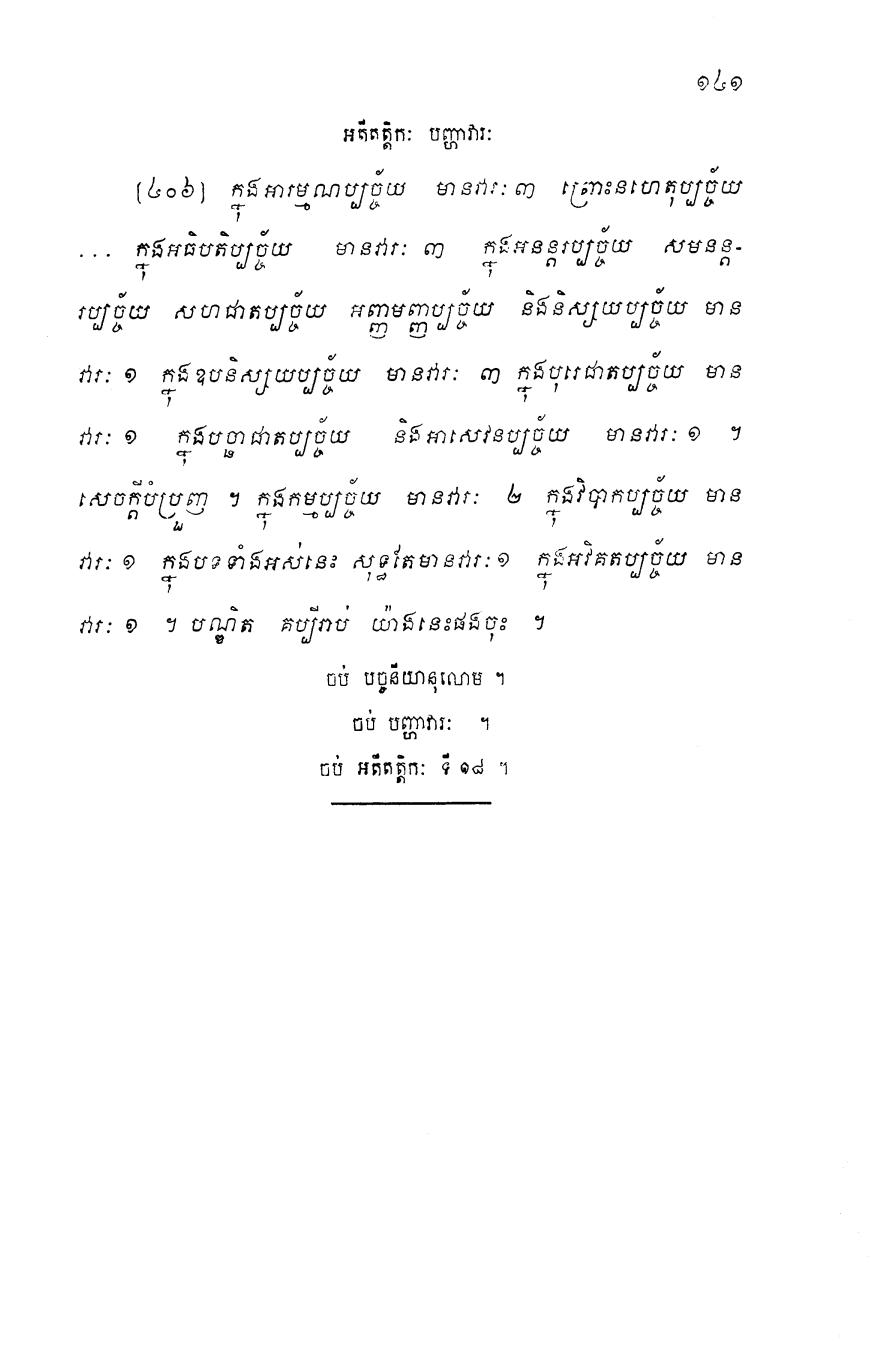 ១៤១
អតីតត្តិកៈ បញ្ហាវារៈ
(៤០៦) ក្នុងអារម្មណប្បច្ច័យ មានវារៈ ៣ ព្រោះនហេតុប្បច្ច័យ
... ក្នុងអធិបតិប្បច្ច័យ មានវារៈ ៣ ក្នុងអនន្តរប្បច្ច័យ សមនន្ត-
រប្បច្ច័យ សហជាតប្បច្ច័យ អញ្ញមញ្ញប្បច្ច័យ និងនិស្សយប្បច្ច័យ មាន
វារៈ ១ ក្នុងឧបនិស្សយប្បច្ច័យ មានវារៈ ៣ ក្នុងបុរេជាតប្បច្ច័យ មាន
វារៈ ១ ក្នុងបច្ឆាជាតប្បច្ច័យ និងអាសេវនប្បច្ច័យ មានវារៈ ១ ។
សេចក្តីបំប្រួញ ។ ក្នុងកម្មប្បច្ច័យ មានវារៈ ២ ក្នុងវិបាកប្បច្ច័យ មាន
វារៈ ១ ក្នុងបទទាំងអស់នេះ សុទ្ធតែមានវារៈ ១ ក្នុងអវិគតប្បច្ច័យ មាន
វារៈ ១ ។ បណ្ឌិត គប្បីរាប់ យ៉ាងនេះផងចុះ ។
ចប់ បច្ចនីយានុលោម ។
ចប់ បញ្ហាវារៈ ។
ចប់ អតីតត្តិកៈ ទី ១៨ ។